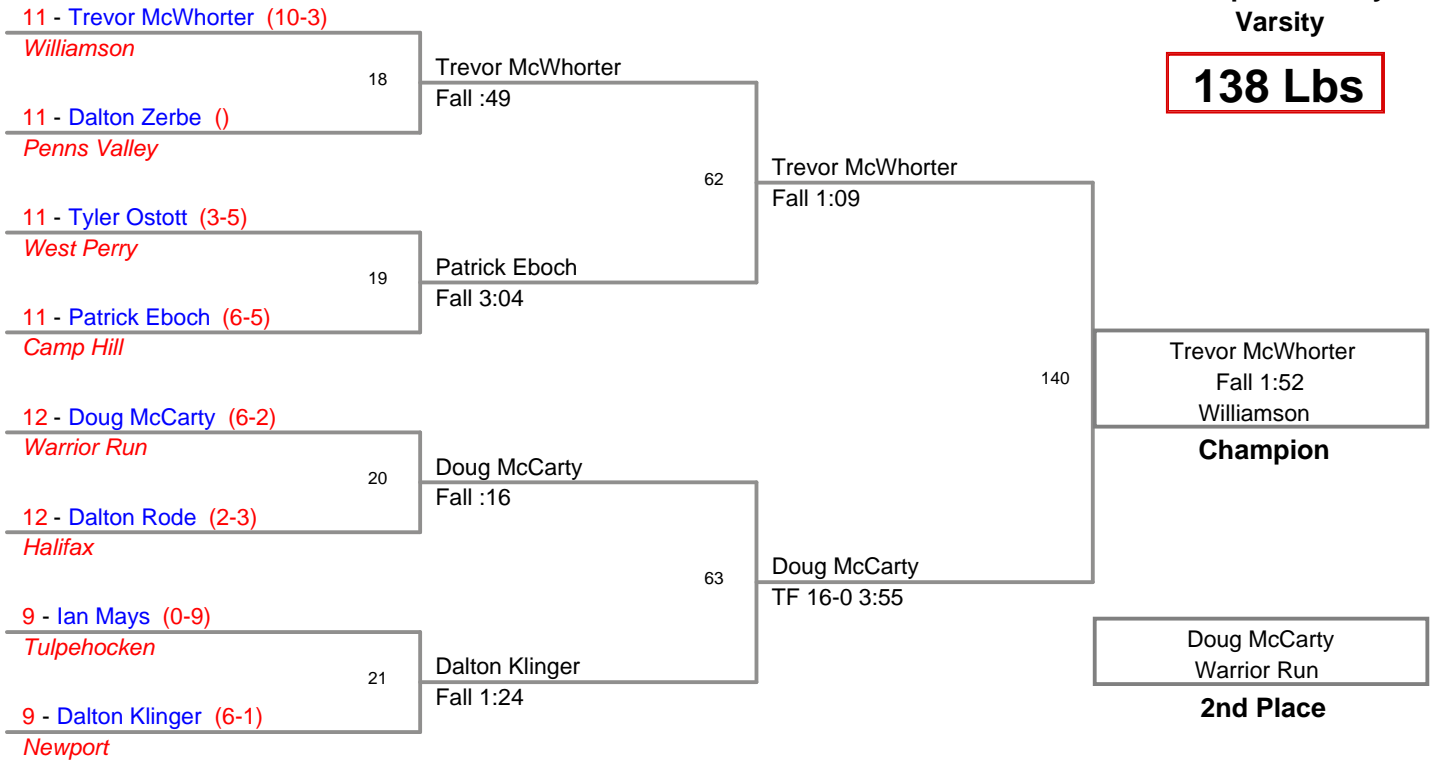 Varsity
138 Lbs
11 - Trevor McWhorter (10-3)
Williamson
18
Trevor McWhorter
Fall :49
11 - Dalton Zerbe ()
Penns Valley
62
Trevor McWhorter
Fall 1:09
11 - Tyler Ostott (3-5)
West Perry
19
Patrick Eboch
Fall 3:04
11 - Patrick Eboch (6-5)
Camp Hill
140
Trevor McWhorter
Fall 1:52
Williamson
Champion
12 - Doug McCarty (6-2)
Warrior Run
20
Doug McCarty
Fall :16
12 - Dalton Rode (2-3)
Halifax
63
Doug McCarty
TF 16-0 3:55
9 - Ian Mays (0-9)
Tulpehocken
21
Dalton Klinger
Fall 1:24
9 - Dalton Klinger (6-1)
Newport
Doug McCarty
Warrior Run
2nd Place